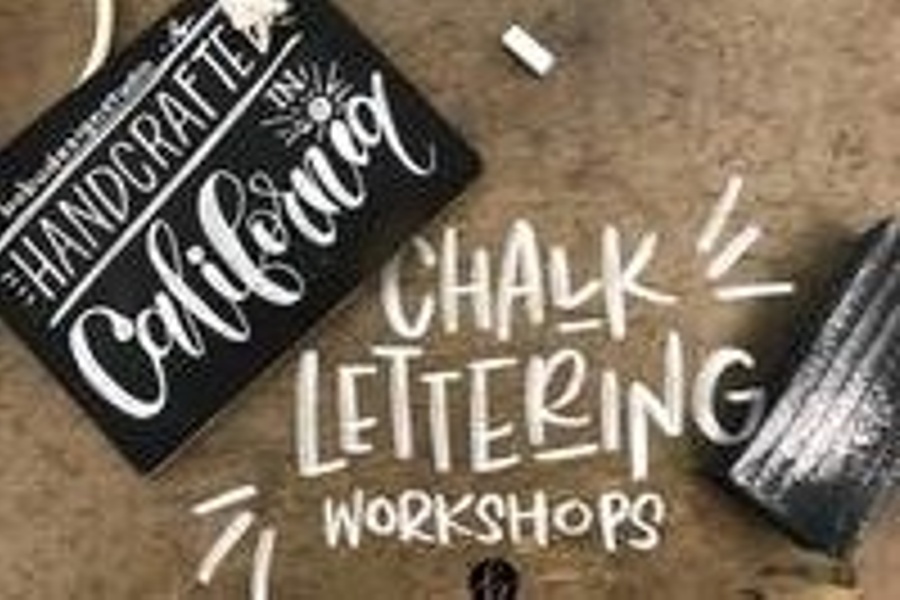 HANDCRAFTED
IN
California
CHALK
LETTERING
WORKSHOPS